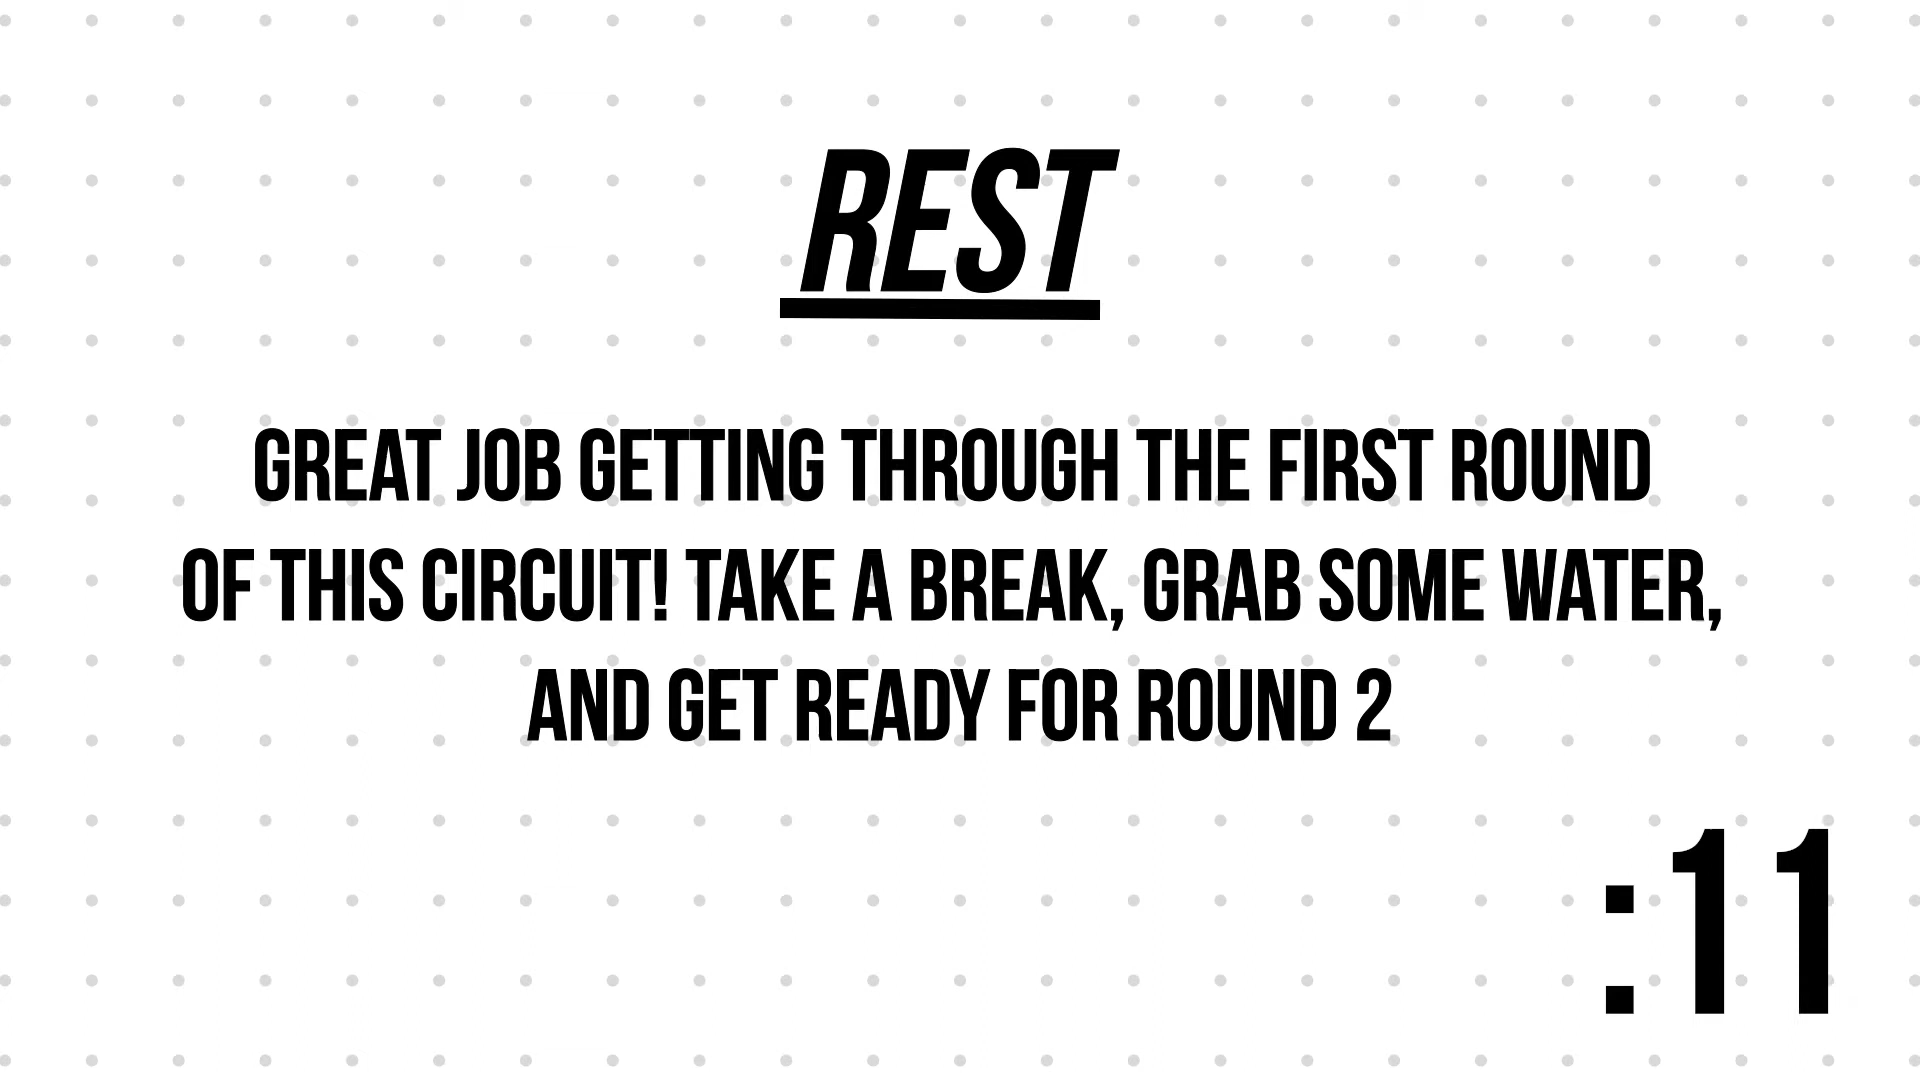 REST
GREAT JOB GETTING THROUGH THE FIRST ROUND
OF THIS CIRCUIT! TAKE A BREAK, GRAB SOME WATER,
AND GET READY FOR ROUND 2
:11